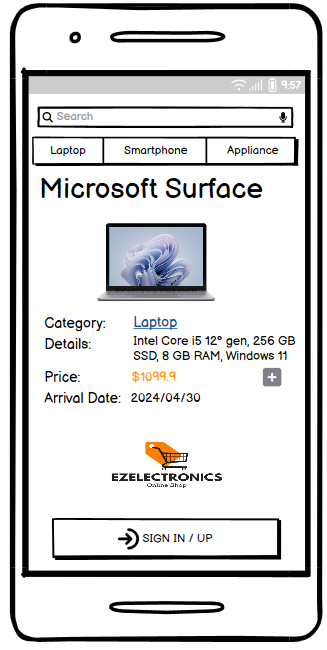 9:57
Search
Laptop Smartphone Appliance
Microsoft Surface
Category: Laptop
Details: Intel Core i5 12° gen, 256 GB
SSD, 8 GB RAM, Windows 11
Price: $1099.9 +
Arrival Date: 2024/04/30
EZELECTRONICS
Online Shop
SIGN IN / UP